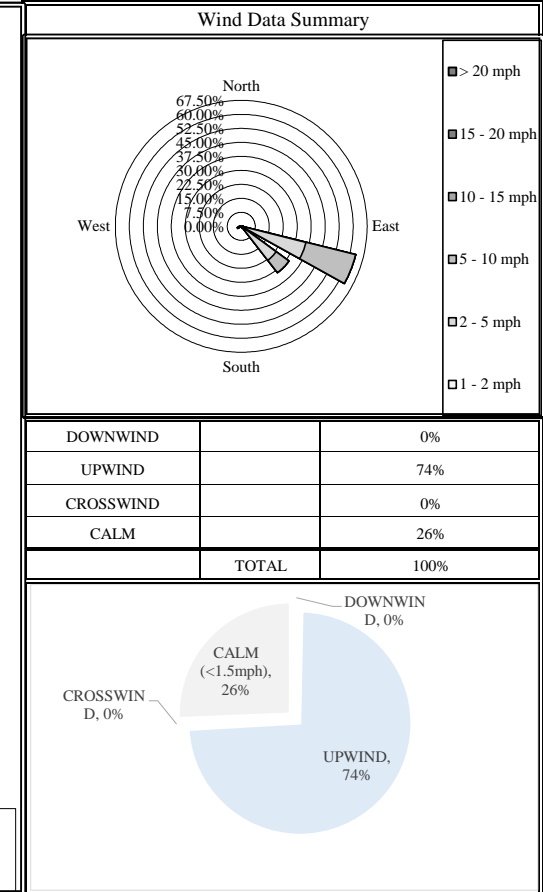 Wind Data Summary
North
67.50%
60.00%
52.50%
45.00%
37.50%
30.00%
22.50%
15.00%
7.50%
0.00%
West
East
South
> 20 mph
15 - 20 mph
10 - 15 mph
5 - 10 mph
2 - 5 mph
1 - 2 mph
DOWNWIND 0%
UPWIND 74%
CROSSWIND 0%
CALM 26%
TOTAL 100%
DOWNWIN
D, 0%
CALM
(<1.5mph),
26%
CROSSWIN
D, 0%
UPWIND,
74%